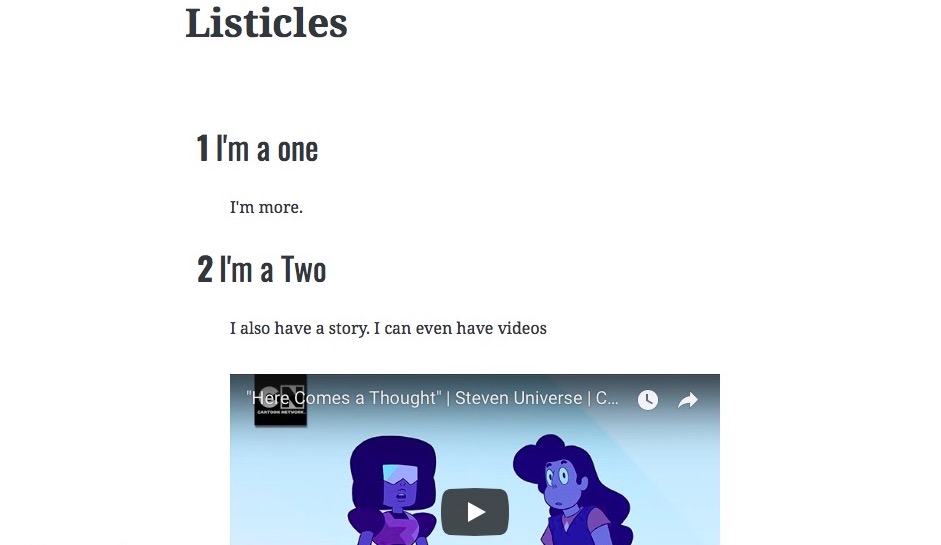 Listicles
1 I'm a one
I'm more.
2 I'm a Two
I also have a story. I can even have videos
"Here Comes a Thought" | Steven Universe | C...
CN
CARTOON NETWORK